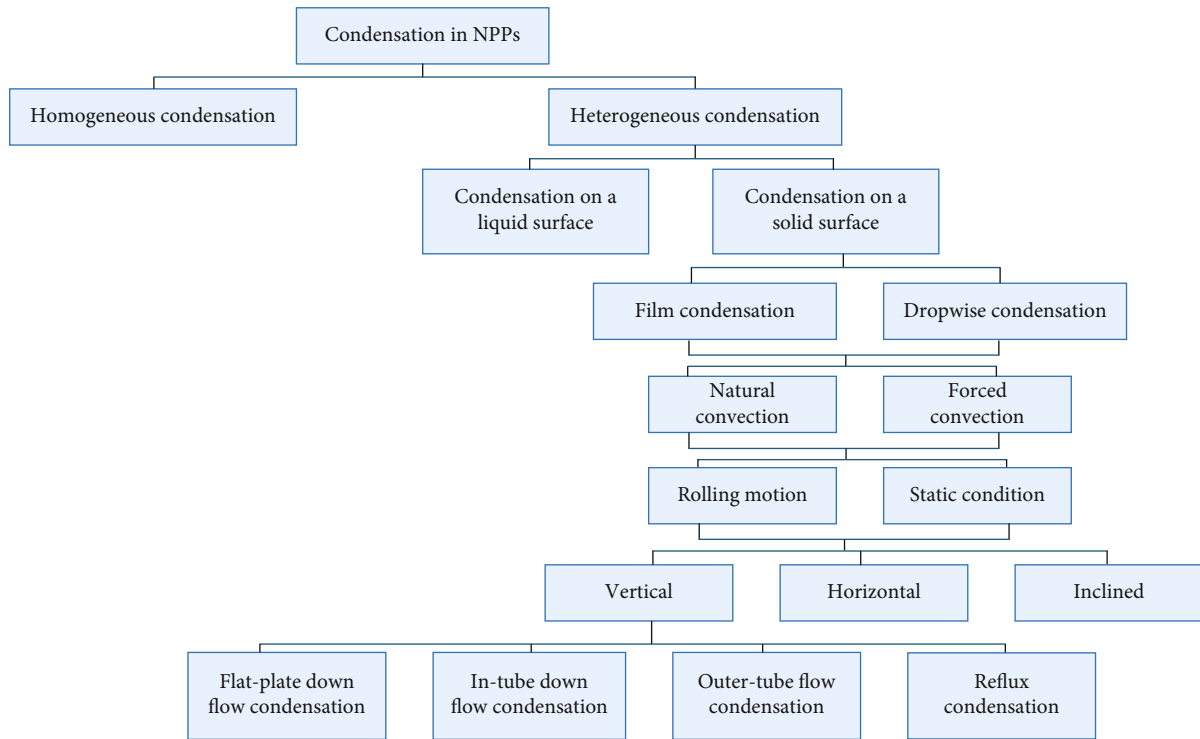 Condensation in NPPs
Homogeneous condensation
Heterogeneous condensation
Condensation on a
liquid surface
Condensation on a
solid surface
Film condensation
Dropwise condensation
Natural
convection
Forced
convection
Rolling motion
Static condition
Vertical
Horizontal
Inclined
Flat-plate down
flow condensation
In-tube down
flow condensation
Outer-tube flow
condensation
Reflux
condensation